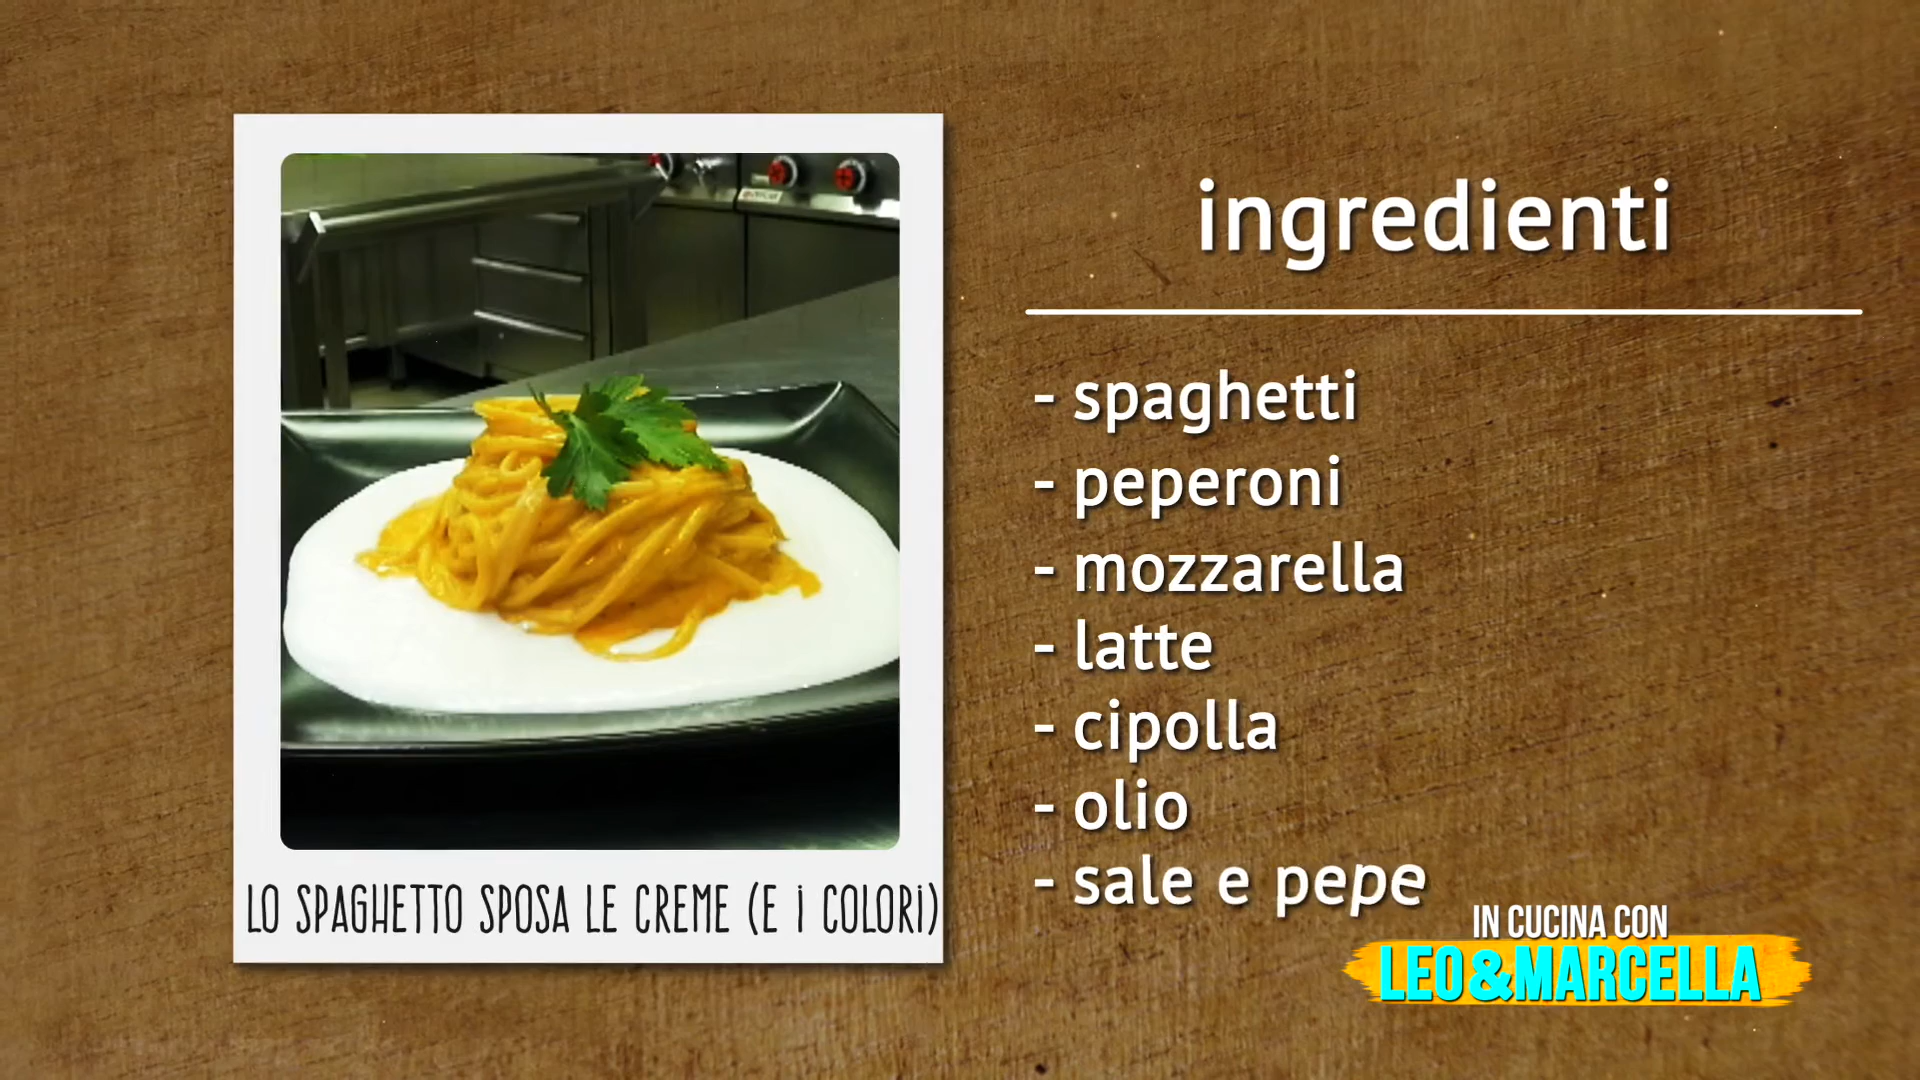 ingredienti
- spaghetti
- peperoni
- mozzarella
- latte
- cipolla
- olio
- sale e pepe
LO SPAGHETTO SPOSA LE CREME (E I COLORI)
IN CUCINA CON
LEO&MARCELLA